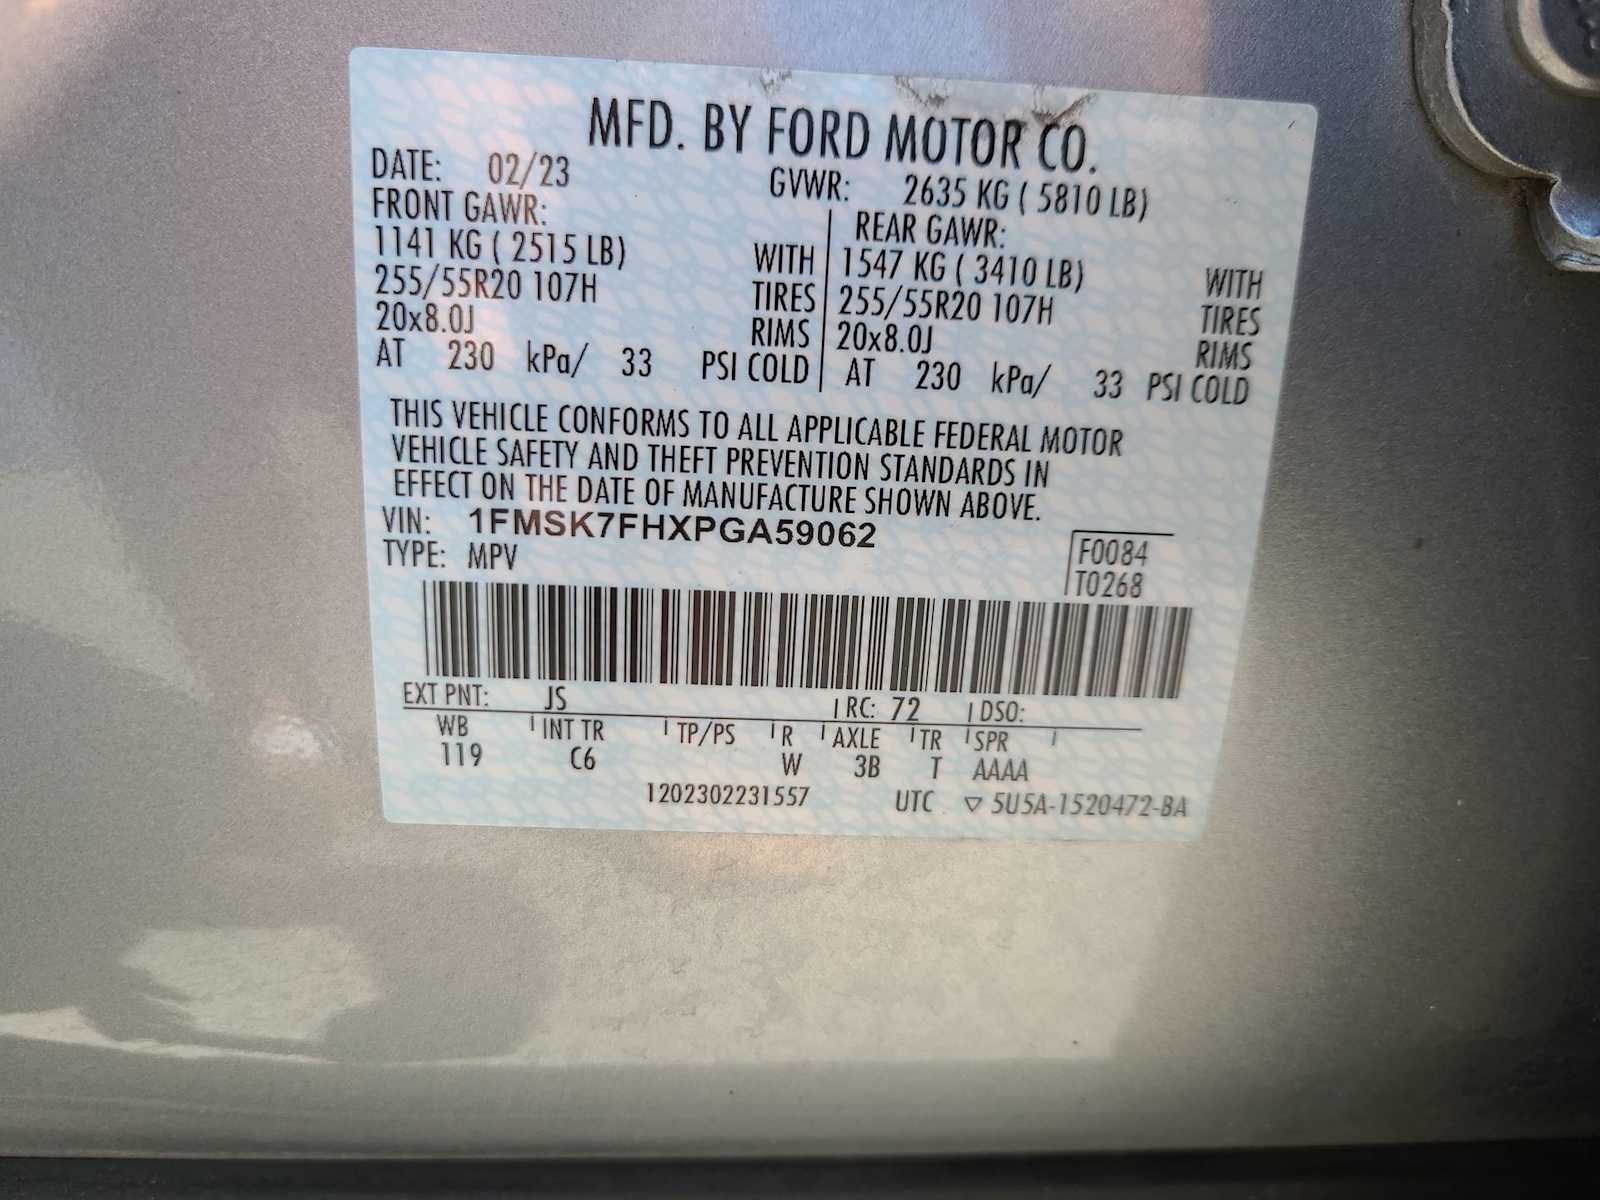 MFD. BY FORD MOTOR CO.
DATE: 02/23 GVWR: 2635 KG ( 5810 LB)
FRONT GAWR: REAR GAWR:
1141 KG ( 2515 LB) WITH 1547 KG ( 3410 LB) WITH
255/55R20 107H TIRES 255/55R20 107H TIRES
20x8.0J RIMS 20x8.0J RIMS
AT 230 kPa/ 33 PSI COLD AT 230 kPa/ 33 PSI COLD
THIS VEHICLE CONFORMS TO ALL APPLICABLE FEDERAL MOTOR
VEHICLE SAFETY AND THEFT PREVENTION STANDARDS IN
EFFECT ON THE DATE OF MANUFACTURE SHOWN ABOVE.
VIN: 1FMSK7FHXPGA59062
TYPE: MPV
F0084
T0268
EXT PNT: JS RC: 72 DSO:
WB INT TR TP/PS R AXLE TR SPR
119 C6 W 3B T AAAA
1202302231557 UTC ▽ 5U5A-1520472-BA